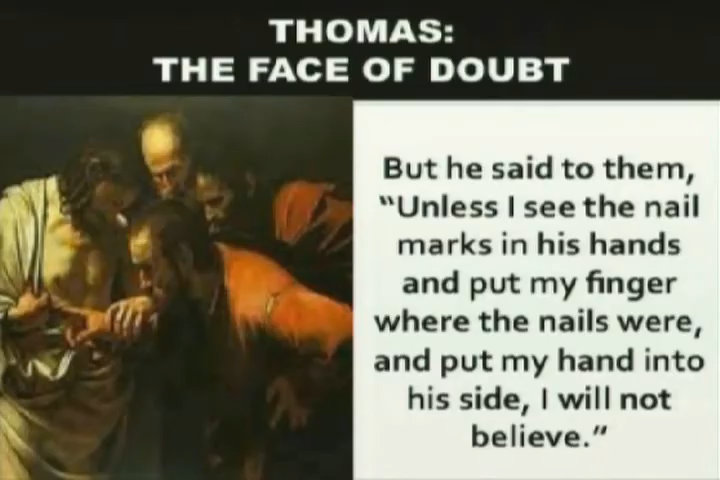 THOMAS:
THE FACE OF DOUBT
But he said to them,
“Unless I see the nail
marks in his hands
and put my finger
where the nails were,
and put my hand into
his side, I will not
believe.”